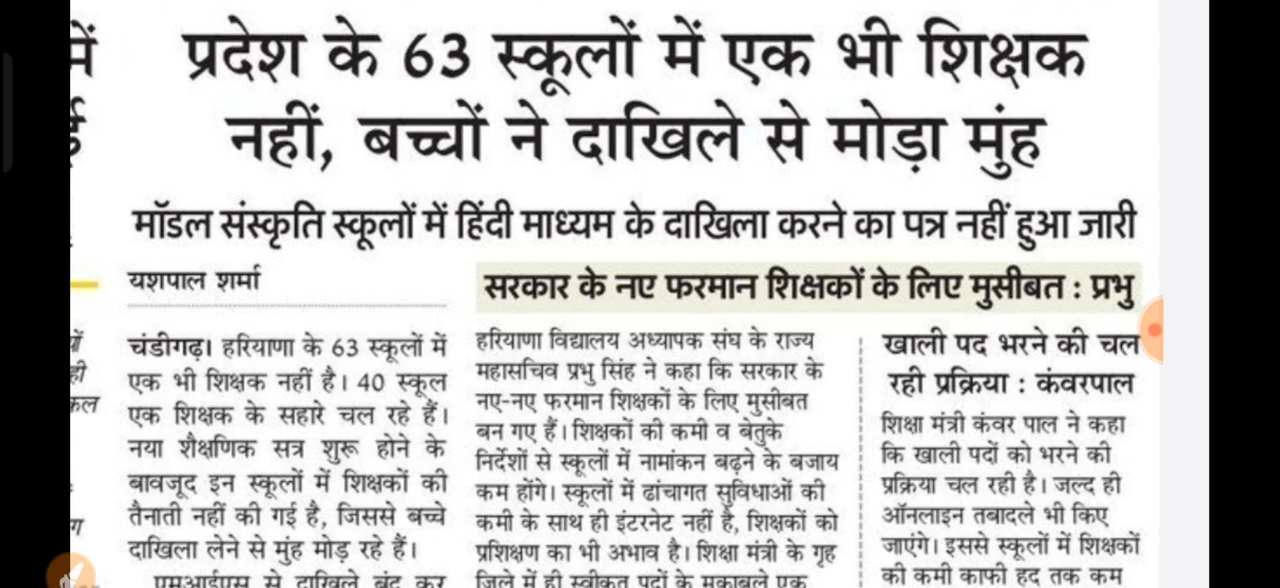 प्रदेश के 63 स्कूलों में एक भी शिक्षक
नहीं, बच्चों ने दाखिले से मोड़ा मुंह
मॉडल संस्कृति स्कूलों में हिंदी माध्यम के दाखिला करने का पत्र नहीं हुआ जारी
यशपाल शर्मा
चंडीगढ़। हरियाणा के 63 स्कूलों में
एक भी शिक्षक नहीं है। 40 स्कूल
एक शिक्षक के सहारे चल रहे हैं।
नया शैक्षणिक सत्र शुरू होने के
बावजूद इन स्कूलों में शिक्षकों की
तैनाती नहीं की गई है, जिससे बच्चे
दाखिला लेने से मुंह मोड़ रहे हैं।
एमआईएस से दाखिले बंद कर
सरकार के नए फरमान शिक्षकों के लिए मुसीबत : प्रभु
हरियाणा विद्यालय अध्यापक संघ के राज्य
महासचिव प्रभु सिंह ने कहा कि सरकार के
नए-नए फरमान शिक्षकों के लिए मुसीबत
बन गए हैं। शिक्षकों की कमी व बेतुके
निर्देशों से स्कूलों में नामांकन बढ़ने के बजाय
कम होंगे। स्कूलों में ढांचागत सुविधाओं की
कमी के साथ ही इंटरनेट नहीं है, शिक्षकों को
प्रशिक्षण का भी अभाव है। शिक्षा मंत्री के गृह
जिले में ही स्वीकृत पदों के मुकाबले एक
खाली पद भरने की चल
रही प्रक्रिया : कंवरपाल
शिक्षा मंत्री कंवर पाल ने कहा
कि खाली पदों को भरने की
प्रक्रिया चल रही है। जल्द ही
ऑनलाइन तबादले भी किए
जाएंगे। इससे स्कूलों में शिक्षकों
की कमी काफी हद तक कम